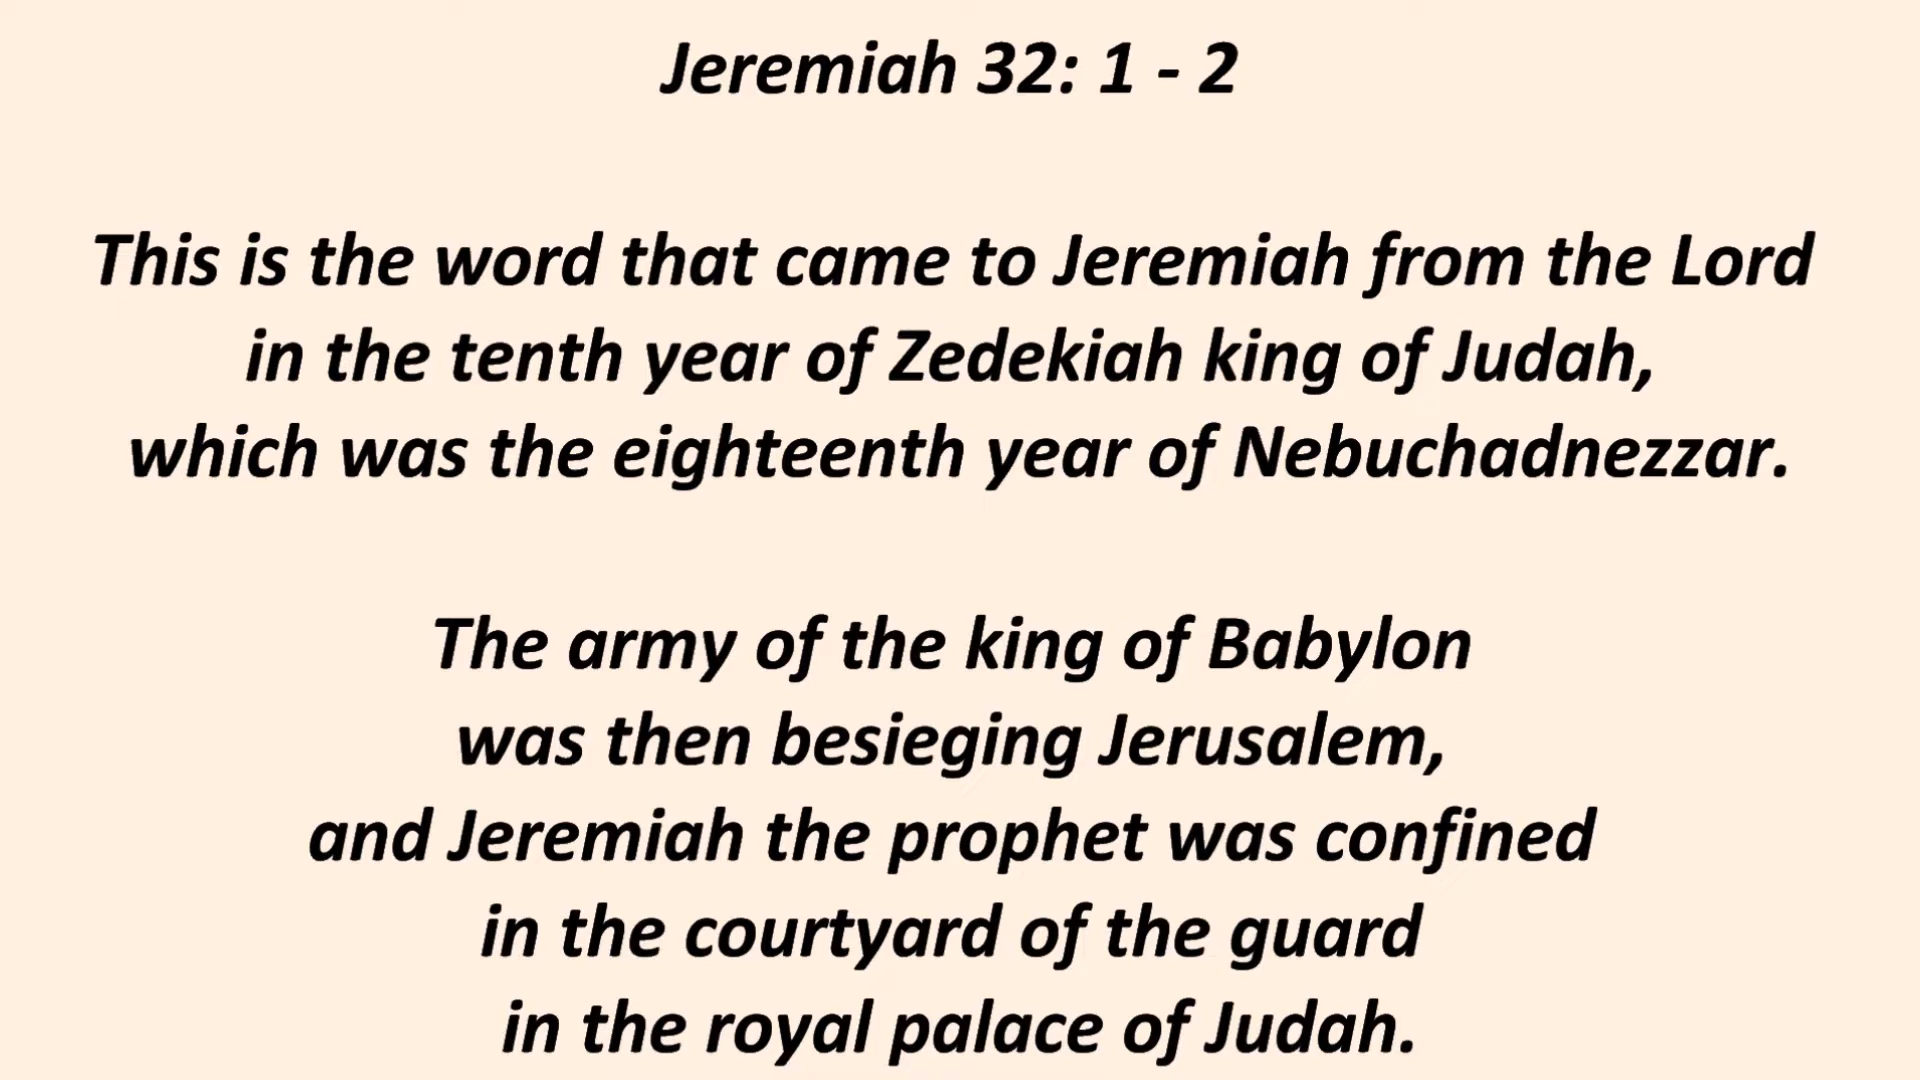 Jeremiah 32: 1 - 2
This is the word that came to Jeremiah from the Lord
in the tenth year of Zedekiah king of Judah,
which was the eighteenth year of Nebuchadnezzar.
The army of the king of Babylon
was then besieging Jerusalem,
and Jeremiah the prophet was confined
in the courtyard of the guard
in the royal palace of Judah.